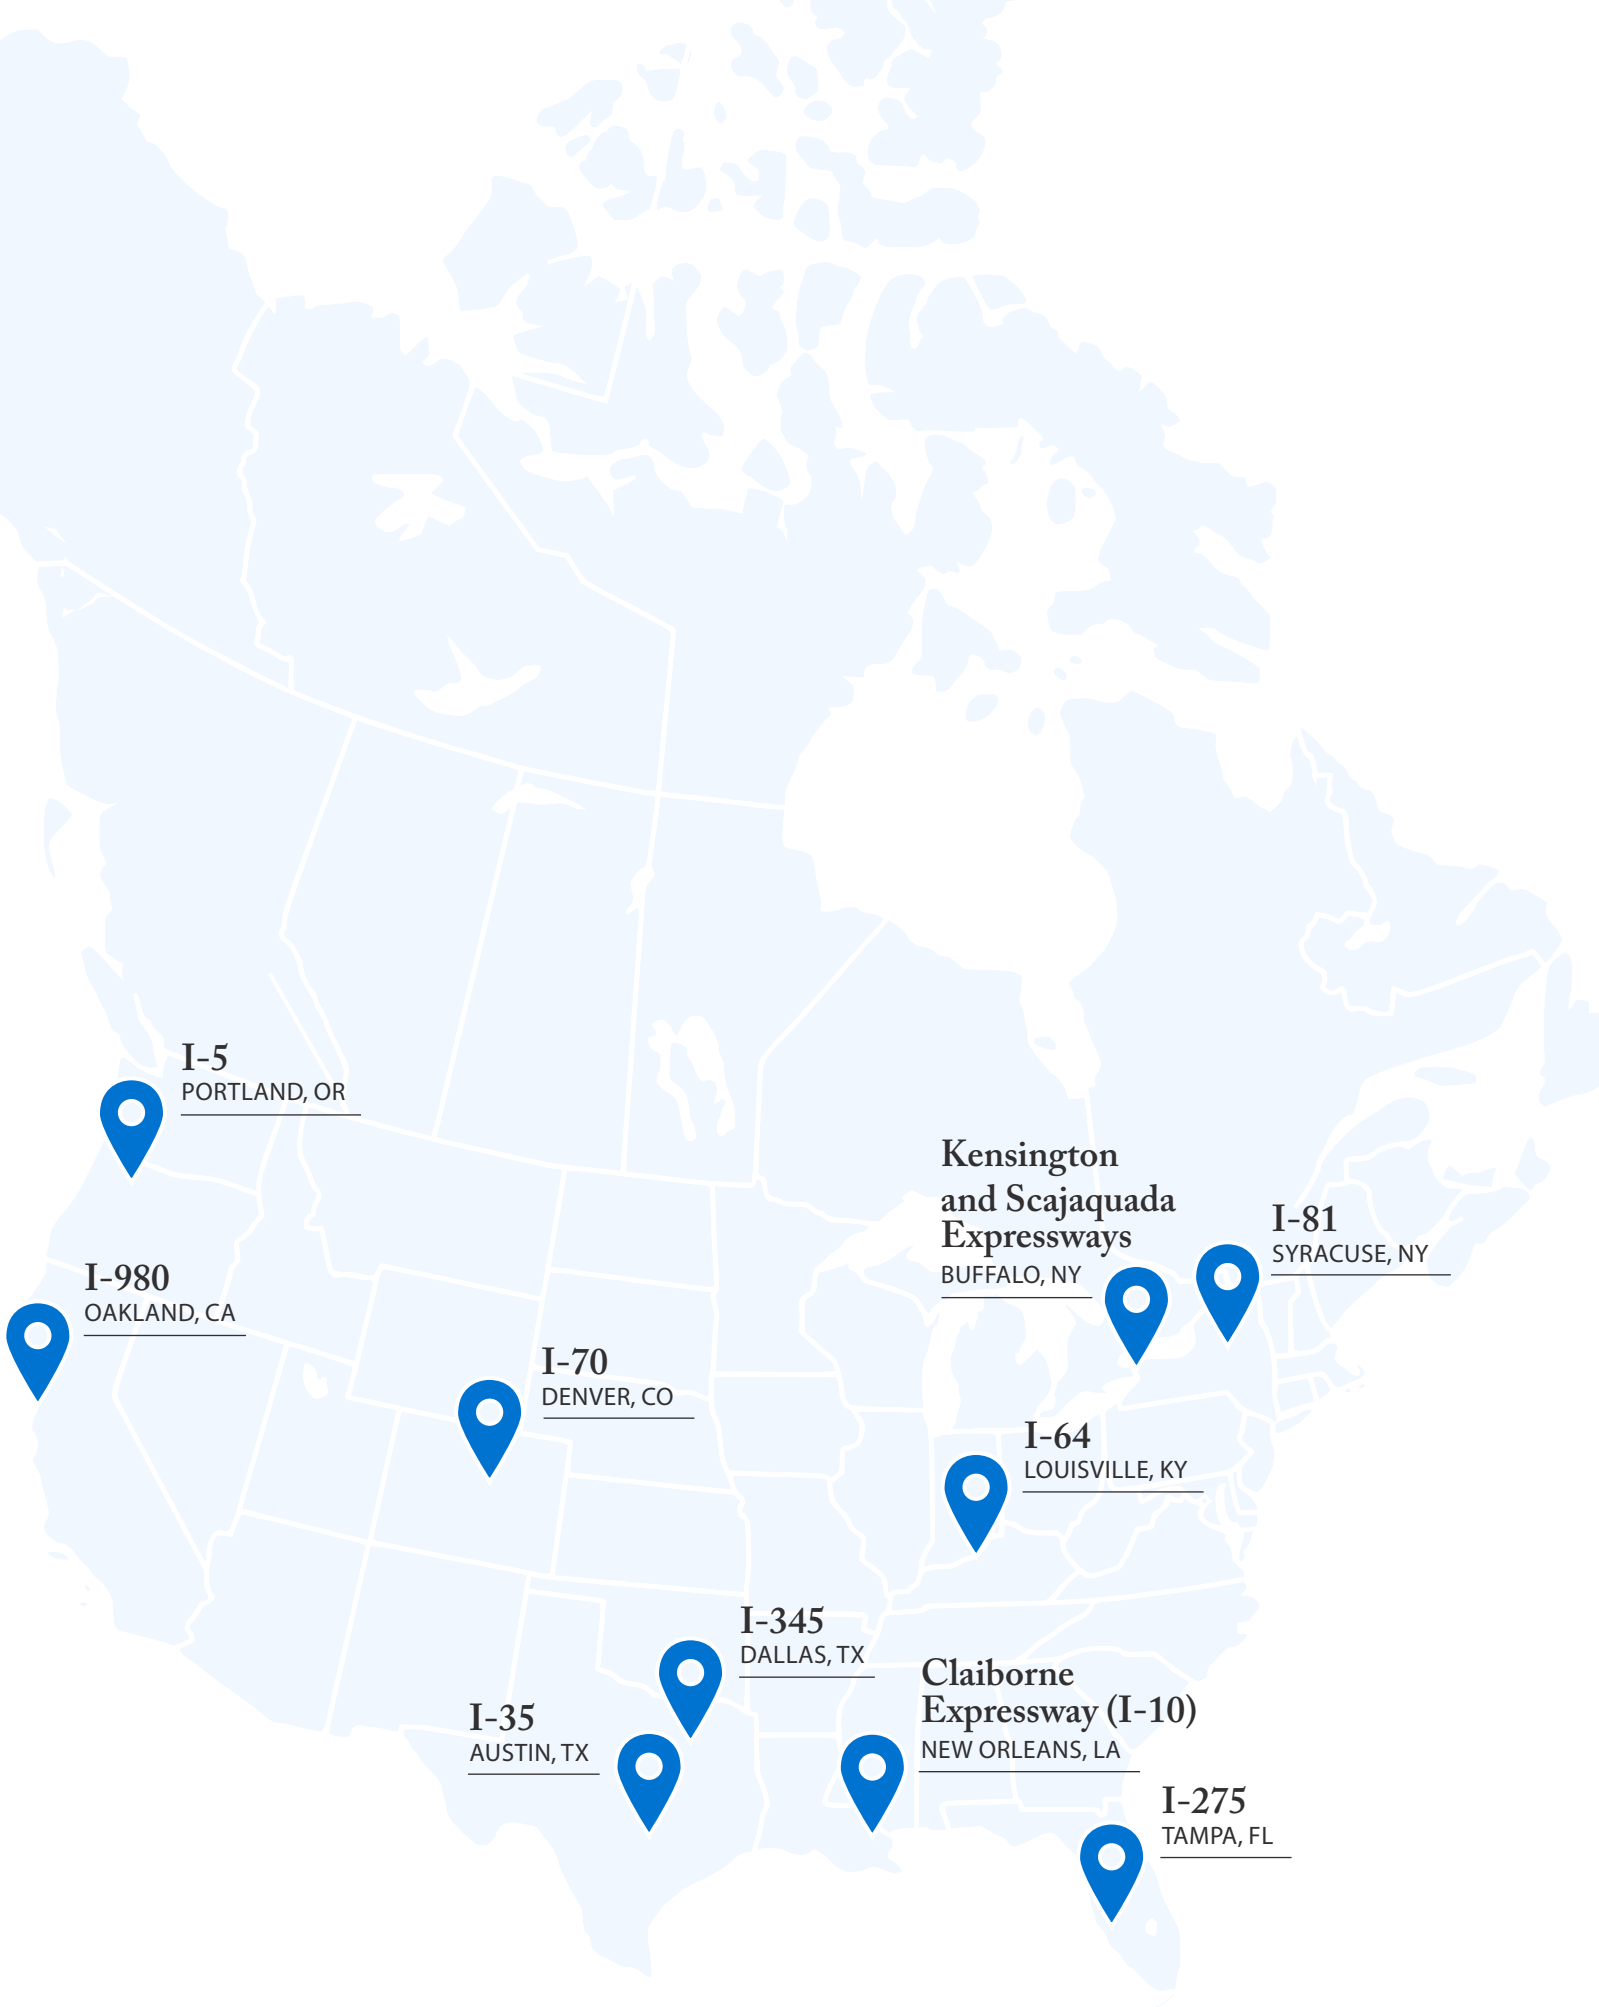 I-5
PORTLAND, OR
Kensington
and Scajaquada
Expressways
BUFFALO, NY
I-81
SYRACUSE, NY
I-980
OAKLAND, CA
I-70
DENVER, CO
I-64
LOUISVILLE, KY
I-345
DALLAS, TX
Claiborne
Expressway (I-10)
NEW ORLEANS, LA
I-35
AUSTIN, TX
I-275
TAMPA, FL